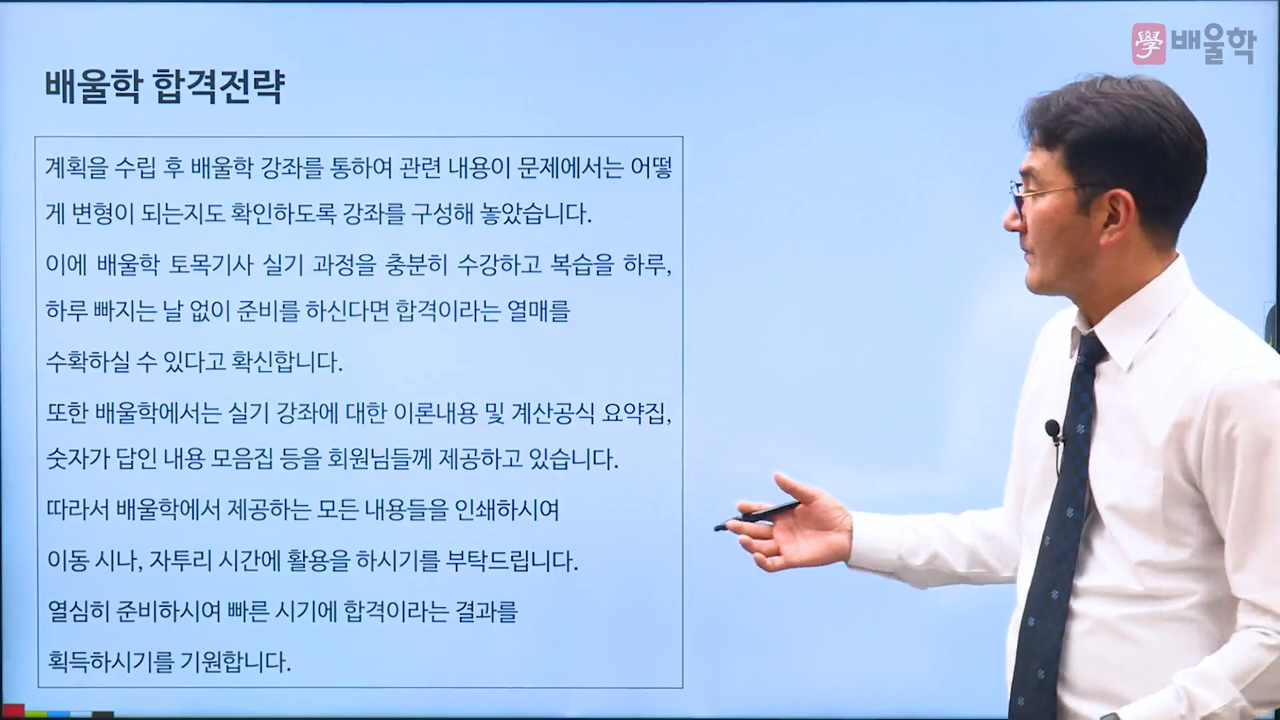 學 배울학
배울학 합격전략
계획을 수립 후 배울학 강좌를 통하여 관련 내용이 문제에서는 어떻
게 변형이 되는지도 확인하도록 강좌를 구성해 놓았습니다.
이에 배울학 토목기사 실기 과정을 충분히 수강하고 복습을 하루,
하루 빠지는 날 없이 준비를 하신다면 합격이라는 열매를
수확하실 수 있다고 확신합니다.
또한 배울학에서는 실기 강좌에 대한 이론내용 및 계산공식 요약집,
숫자가 답인 내용 모음집 등을 회원님들께 제공하고 있습니다.
따라서 배울학에서 제공하는 모든 내용들을 인쇄하시여
이동 시나, 자투리 시간에 활용을 하시기를 부탁드립니다.
열심히 준비하시여 빠른 시기에 합격이라는 결과를
획득하시기를 기원합니다.